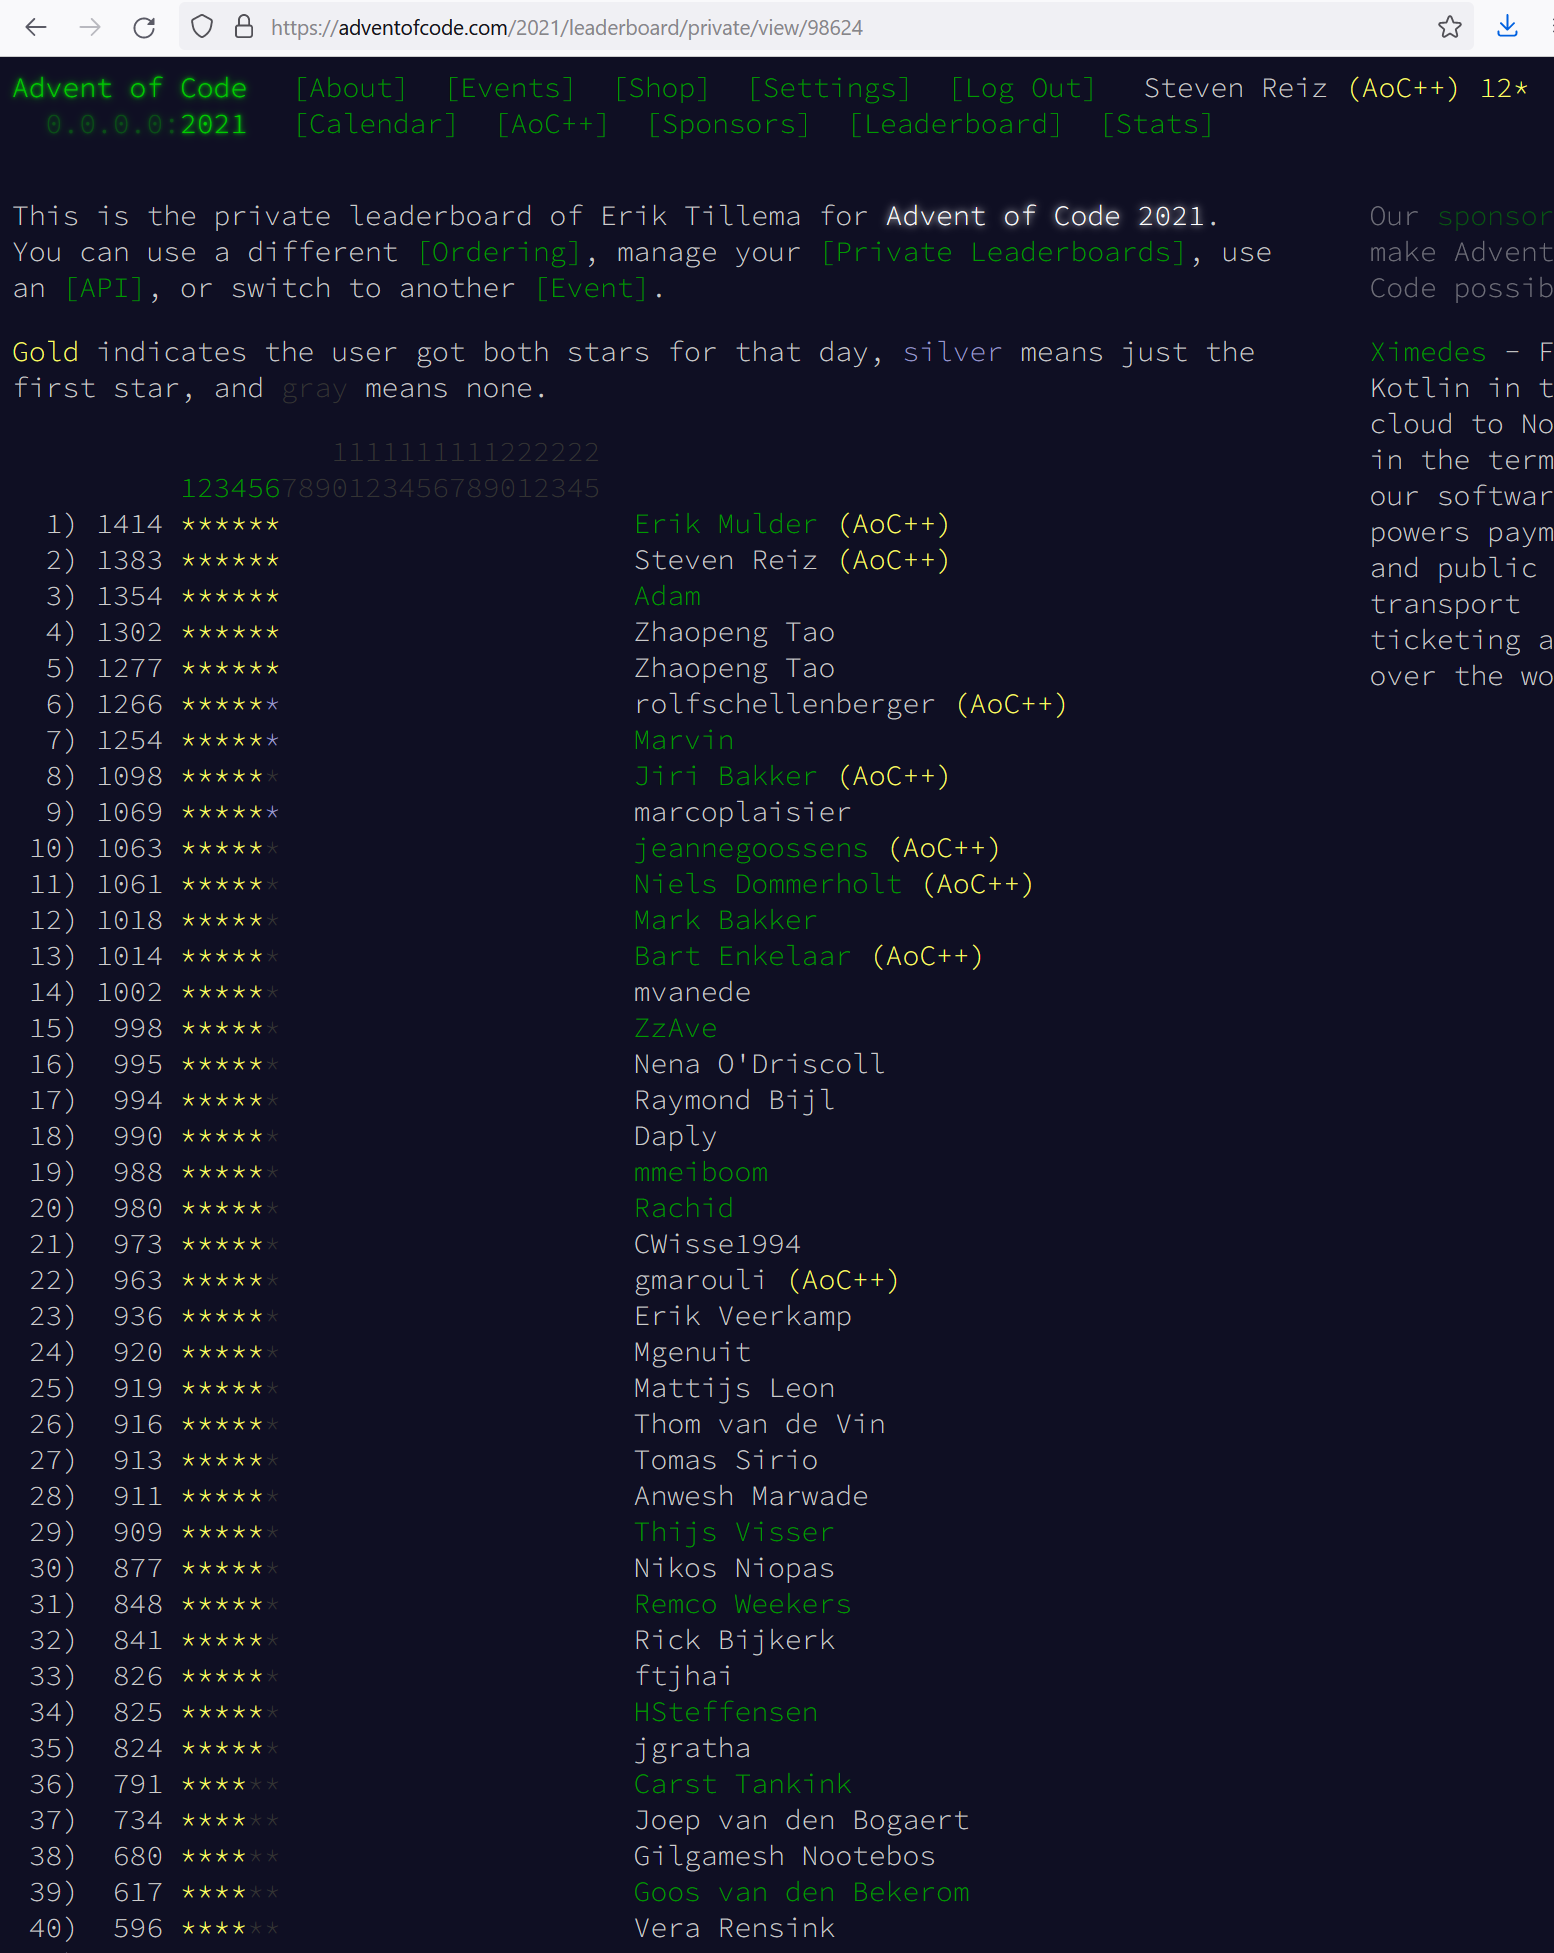 https://adventofcode.com/2021/leaderboard/private/view/98624
Advent of Code [About] [Events] [Shop] [Settings] [Log Out] Steven Reiz (AoC++) 12*
0.0.0.0:2021 [Calendar] [AoC++] [Sponsors] [Leaderboard] [Stats]
This is the private leaderboard of Erik Tillema for Advent of Code 2021.
You can use a different [Ordering], manage your [Private Leaderboards], use
an [API], or switch to another [Event].
Gold indicates the user got both stars for that day, silver means just the
first star, and gray means none.
1111111111222222
1234567890123456789012345
1) 1414 ****** Erik Mulder (AoC++)
2) 1383 ****** Steven Reiz (AoC++)
3) 1354 ****** Adam
4) 1302 ****** Zhaopeng Tao
5) 1277 ****** Zhaopeng Tao
6) 1266 ****** rolfschellenberger (AoC++)
7) 1254 ****** Marvin
8) 1098 ****** Jiri Bakker (AoC++)
9) 1069 ****** marcoplaisier
10) 1063 ****** jeannegoossens (AoC++)
11) 1061 ****** Niels Dommerholt (AoC++)
12) 1018 ****** Mark Bakker
13) 1014 ****** Bart Enkelaar (AoC++)
14) 1002 ****** mvanede
15) 998 ****** ZzAve
16) 995 ****** Nena O'Driscoll
17) 994 ****** Raymond Bijl
18) 990 ****** Daply
19) 988 ****** mmeiboom
20) 980 ****** Rachid
21) 973 ****** CWisse1994
22) 963 ****** gmarouli (AoC++)
23) 936 ****** Erik Veerkamp
24) 920 ****** Mgenuit
25) 919 ****** Mattijs Leon
26) 916 ****** Thom van de Vin
27) 913 ****** Tomas Sirio
28) 911 ****** Anwesh Marwade
29) 909 ****** Thijs Visser
30) 877 ****** Nikos Niopas
31) 848 ****** Remco Weekers
32) 841 ****** Rick Bijkerk
33) 826 ****** ftjhai
34) 825 ****** HSteffensen
35) 824 ****** jgratha
36) 791 ****** Carst Tankink
37) 734 ****** Joep van den Bogaert
38) 680 ****** Gilgamesh Nootebos
39) 617 ****** Goos van den Bekerom
40) 596 ****** Vera Rensink
Our sponsor
make Advent
Code possib
Ximedes - F
Kotlin in t
cloud to No
in the term
our softwar
powers paym
and public
transport
ticketing a
over the wo